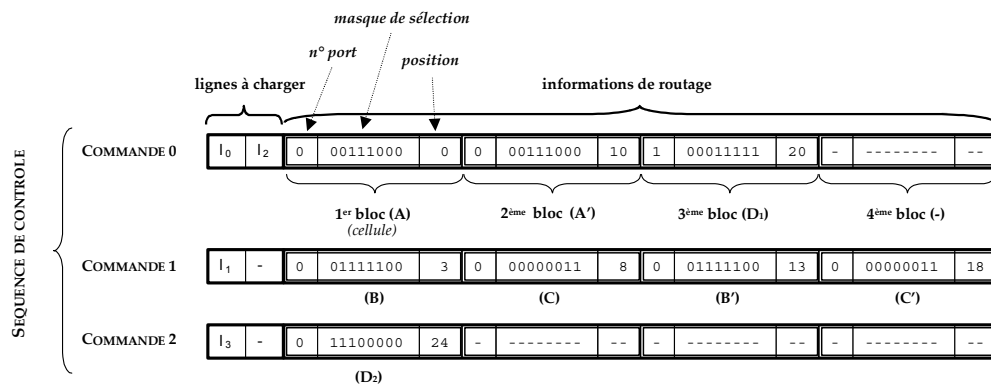 masque de sélection
n° port
position
lignes à charger
informations de routage
SEQUENCE DE CONTROLE
COMMANDE 0
I0 I2 0 00111000 0 0 00111000 10 1 00011111 20 - -------- --
1er bloc (A)
(cellule)
2ème bloc (A')
3ème bloc (D1)
4ème bloc (-)
COMMANDE 1
I1 - 0 01111100 3 0 00000011 8 0 01111100 13 0 00000011 18
(B) (C) (B') (C')
COMMANDE 2
I3 - 0 11100000 24 - -------- -- - -------- -- - -------- --
(D2)